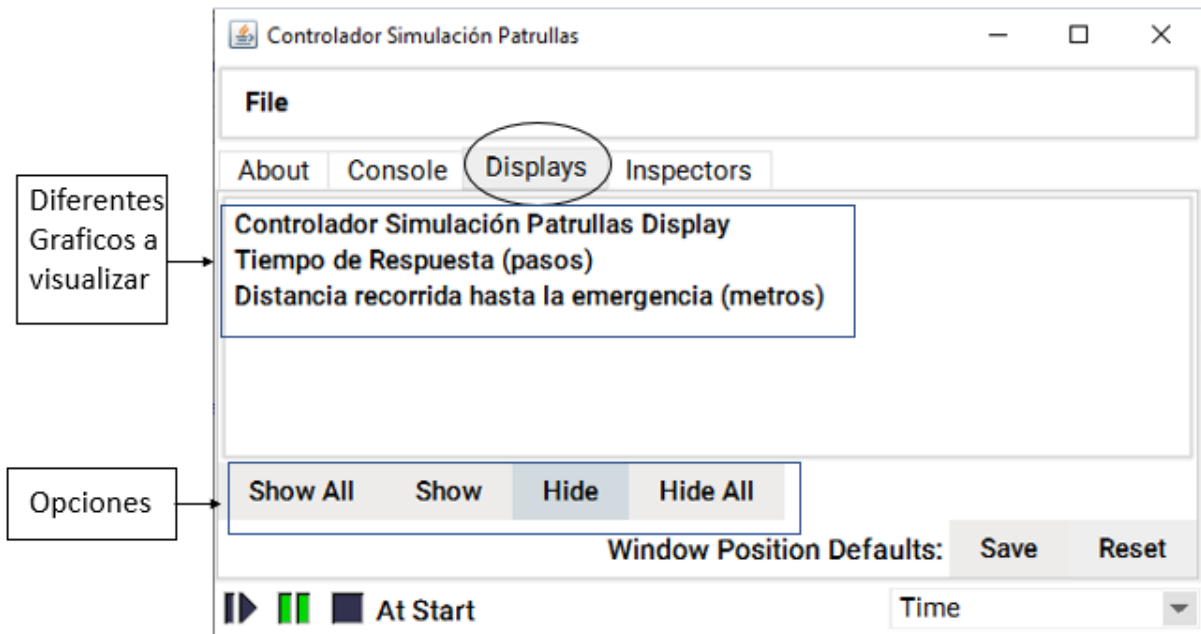 Controlador Simulación Patrullas
File
About Console Displays Inspectors
Diferentes
Graficos a
visualizar
Controlador Simulación Patrullas Display
Tiempo de Respuesta (pasos)
Distancia recorrida hasta la emergencia (metros)
Opciones
Show All Show Hide Hide All
Window Position Defaults: Save Reset
At Start Time